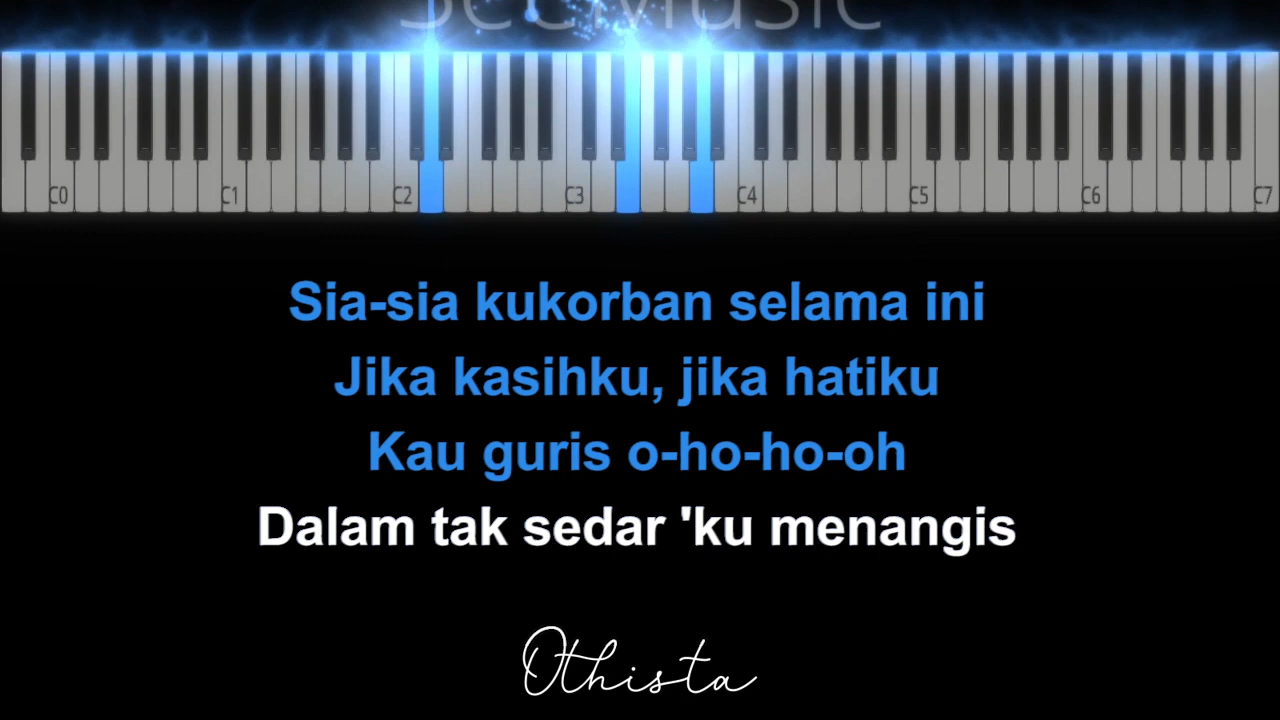 SeeMusic
C0 C1 C2 C3 C4 C5 C6 C7
Sia-sia kukorban selama ini
Jika kasihku, jika hatiku
Kau guris o-ho-ho-oh
Dalam tak sedar 'ku menangis
Othista